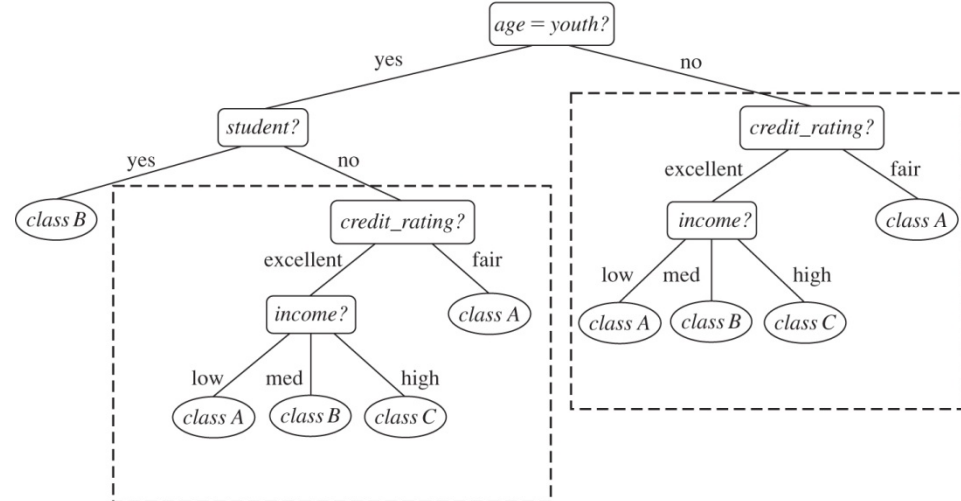 age = youth?
yes
no
student?
credit_rating?
yes
no
excellent
fair
class B
credit_rating?
income?
class A
excellent
fair
low
med
high
income?
class A
class A
class B
class C
low
med
high
class A
class B
class C